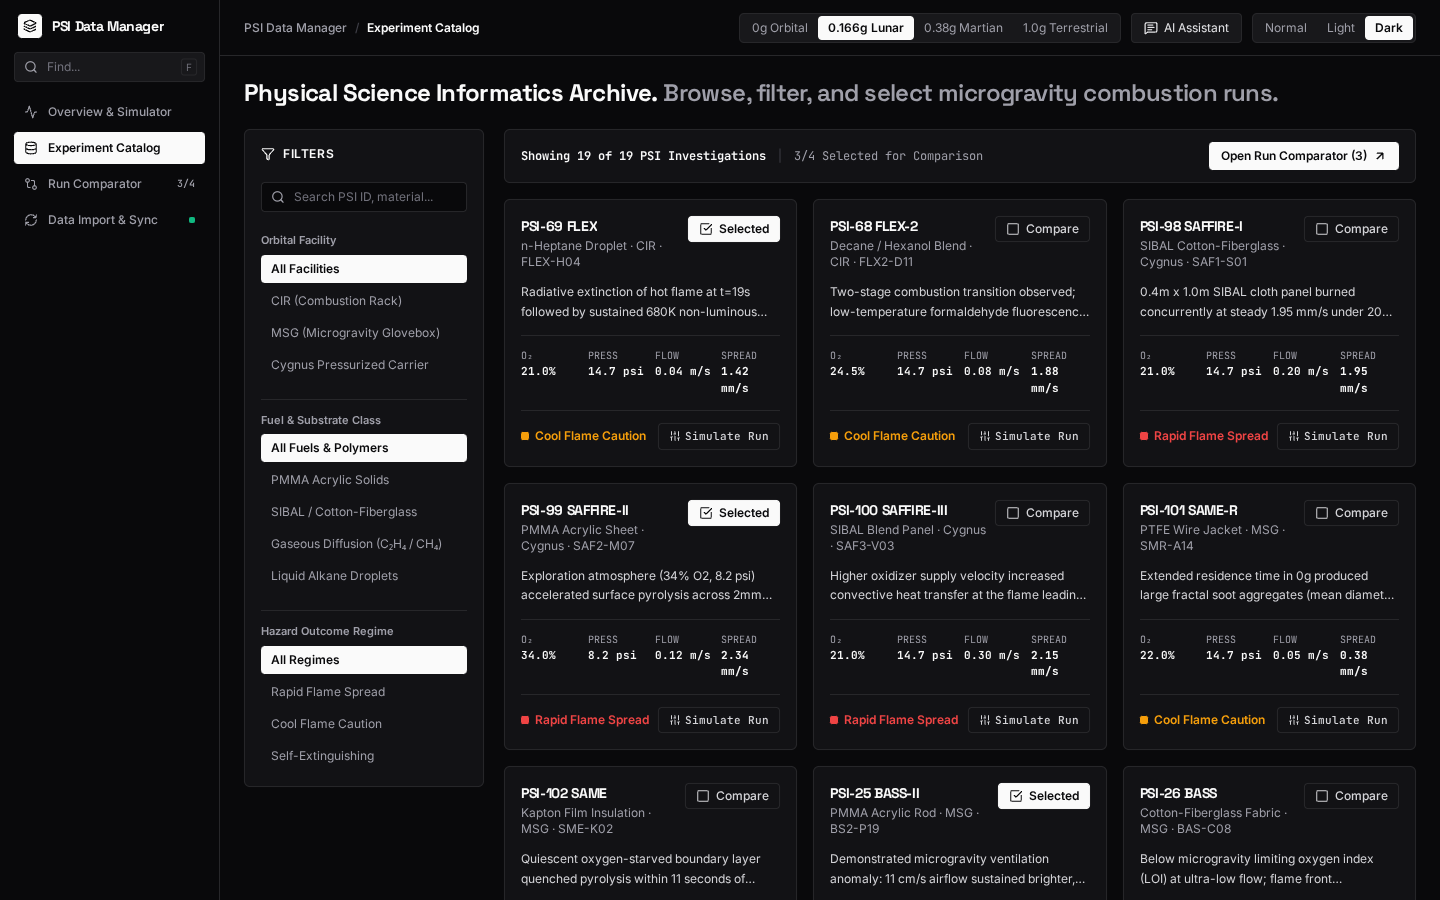 PSI Data Manager
Find...
F
Overview & Simulator
Experiment Catalog
Run Comparator
3/4
Data Import & Sync
PSI Data Manager / Experiment Catalog
0g Orbital
0.166g Lunar
0.38g Martian
1.0g Terrestrial
AI Assistant
Normal
Light
Dark
Physical Science Informatics Archive. Browse, filter, and select microgravity combustion runs.
FILTERS
Search PSI ID, material...
Orbital Facility
All Facilities
CIR (Combustion Rack)
MSG (Microgravity Glovebox)
Cygnus Pressurized Carrier
Fuel & Substrate Class
All Fuels & Polymers
PMMA Acrylic Solids
SIBAL / Cotton-Fiberglass
Gaseous Diffusion (C₂H₄ / CH₄)
Liquid Alkane Droplets
Hazard Outcome Regime
All Regimes
Rapid Flame Spread
Cool Flame Caution
Self-Extinguishing
Showing 19 of 19 PSI Investigations | 3/4 Selected for Comparison
Open Run Comparator (3)
PSI-69 FLEX
Selected
n-Heptane Droplet · CIR ·
FLEX-H04
Radiative extinction of hot flame at t=19s
followed by sustained 680K non-luminous...
O₂ PRESS FLOW SPREAD
21.0% 14.7 psi 0.04 m/s 1.42
mm/s
Cool Flame Caution
Simulate Run
PSI-68 FLEX-2
Compare
Decane / Hexanol Blend ·
CIR · FLX2-D11
Two-stage combustion transition observed;
low-temperature formaldehyde fluorescenc...
O₂ PRESS FLOW SPREAD
24.5% 14.7 psi 0.08 m/s 1.88
mm/s
Cool Flame Caution
Simulate Run
PSI-98 SAFFIRE-I
Compare
SIBAL Cotton-Fiberglass ·
Cygnus · SAF1-S01
0.4m x 1.0m SIBAL cloth panel burned
concurrently at steady 1.95 mm/s under 20...
O₂ PRESS FLOW SPREAD
21.0% 14.7 psi 0.20 m/s 1.95
mm/s
Rapid Flame Spread
Simulate Run
PSI-99 SAFFIRE-II
Selected
PMMA Acrylic Sheet ·
Cygnus · SAF2-M07
Exploration atmosphere (34% O2, 8.2 psi)
accelerated surface pyrolysis across 2mm...
O₂ PRESS FLOW SPREAD
34.0% 8.2 psi 0.12 m/s 2.34
mm/s
Rapid Flame Spread
Simulate Run
PSI-100 SAFFIRE-III
Compare
SIBAL Blend Panel · Cygnus
· SAF3-V03
Higher oxidizer supply velocity increased
convective heat transfer at the flame leadin...
O₂ PRESS FLOW SPREAD
21.0% 14.7 psi 0.30 m/s 2.15
mm/s
Rapid Flame Spread
Simulate Run
PSI-101 SAME-R
Compare
PTFE Wire Jacket · MSG ·
SMR-A14
Extended residence time in 0g produced
large fractal soot aggregates (mean diamet...
O₂ PRESS FLOW SPREAD
22.0% 14.7 psi 0.05 m/s 0.38
mm/s
Cool Flame Caution
Simulate Run
PSI-102 SAME
Compare
Kapton Film Insulation ·
MSG · SME-K02
Quiescent oxygen-starved boundary layer
quenched pyrolysis within 11 seconds of...
PSI-25 BASS-II
Selected
PMMA Acrylic Rod · MSG ·
BS2-P19
Demonstrated microgravity ventilation
anomaly: 11 cm/s airflow sustained brighter,...
PSI-26 BASS
Compare
Cotton-Fiberglass Fabric ·
MSG · BAS-C08
Below microgravity limiting oxygen index
(LOI) at ultra-low flow; flame front...